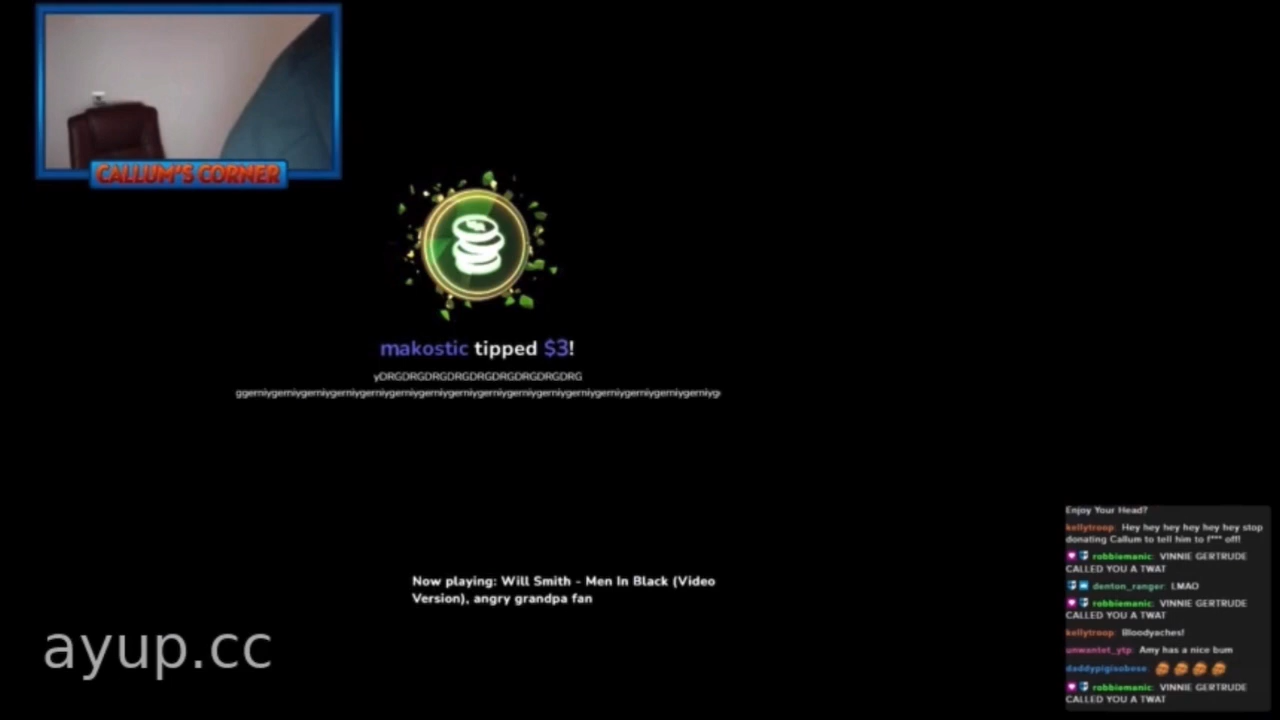 CALLUM'S CORNER
makostic tipped $3!
yDRGDRGDRGDRGDRGDRGDRGDRGDRG
Now playing: Will Smith - Men In Black (Video
Version), angry grandpa fan
ayup.cc
Enjoy Your Head?
kellytroop: Hey hey hey hey hey hey stop
donating Callum to tell him to f*** off!
robbiemanic: VINNIE GERTRUDE
CALLED YOU A TWAT
denton_ranger: LMAO
robbiemanic: VINNIE GERTRUDE
CALLED YOU A TWAT
kellytroop: Bloodyaches!
unwantet_ytp: Amy has a nice bum
daddypigisobese:
robbiemanic: VINNIE GERTRUDE
CALLED YOU A TWAT